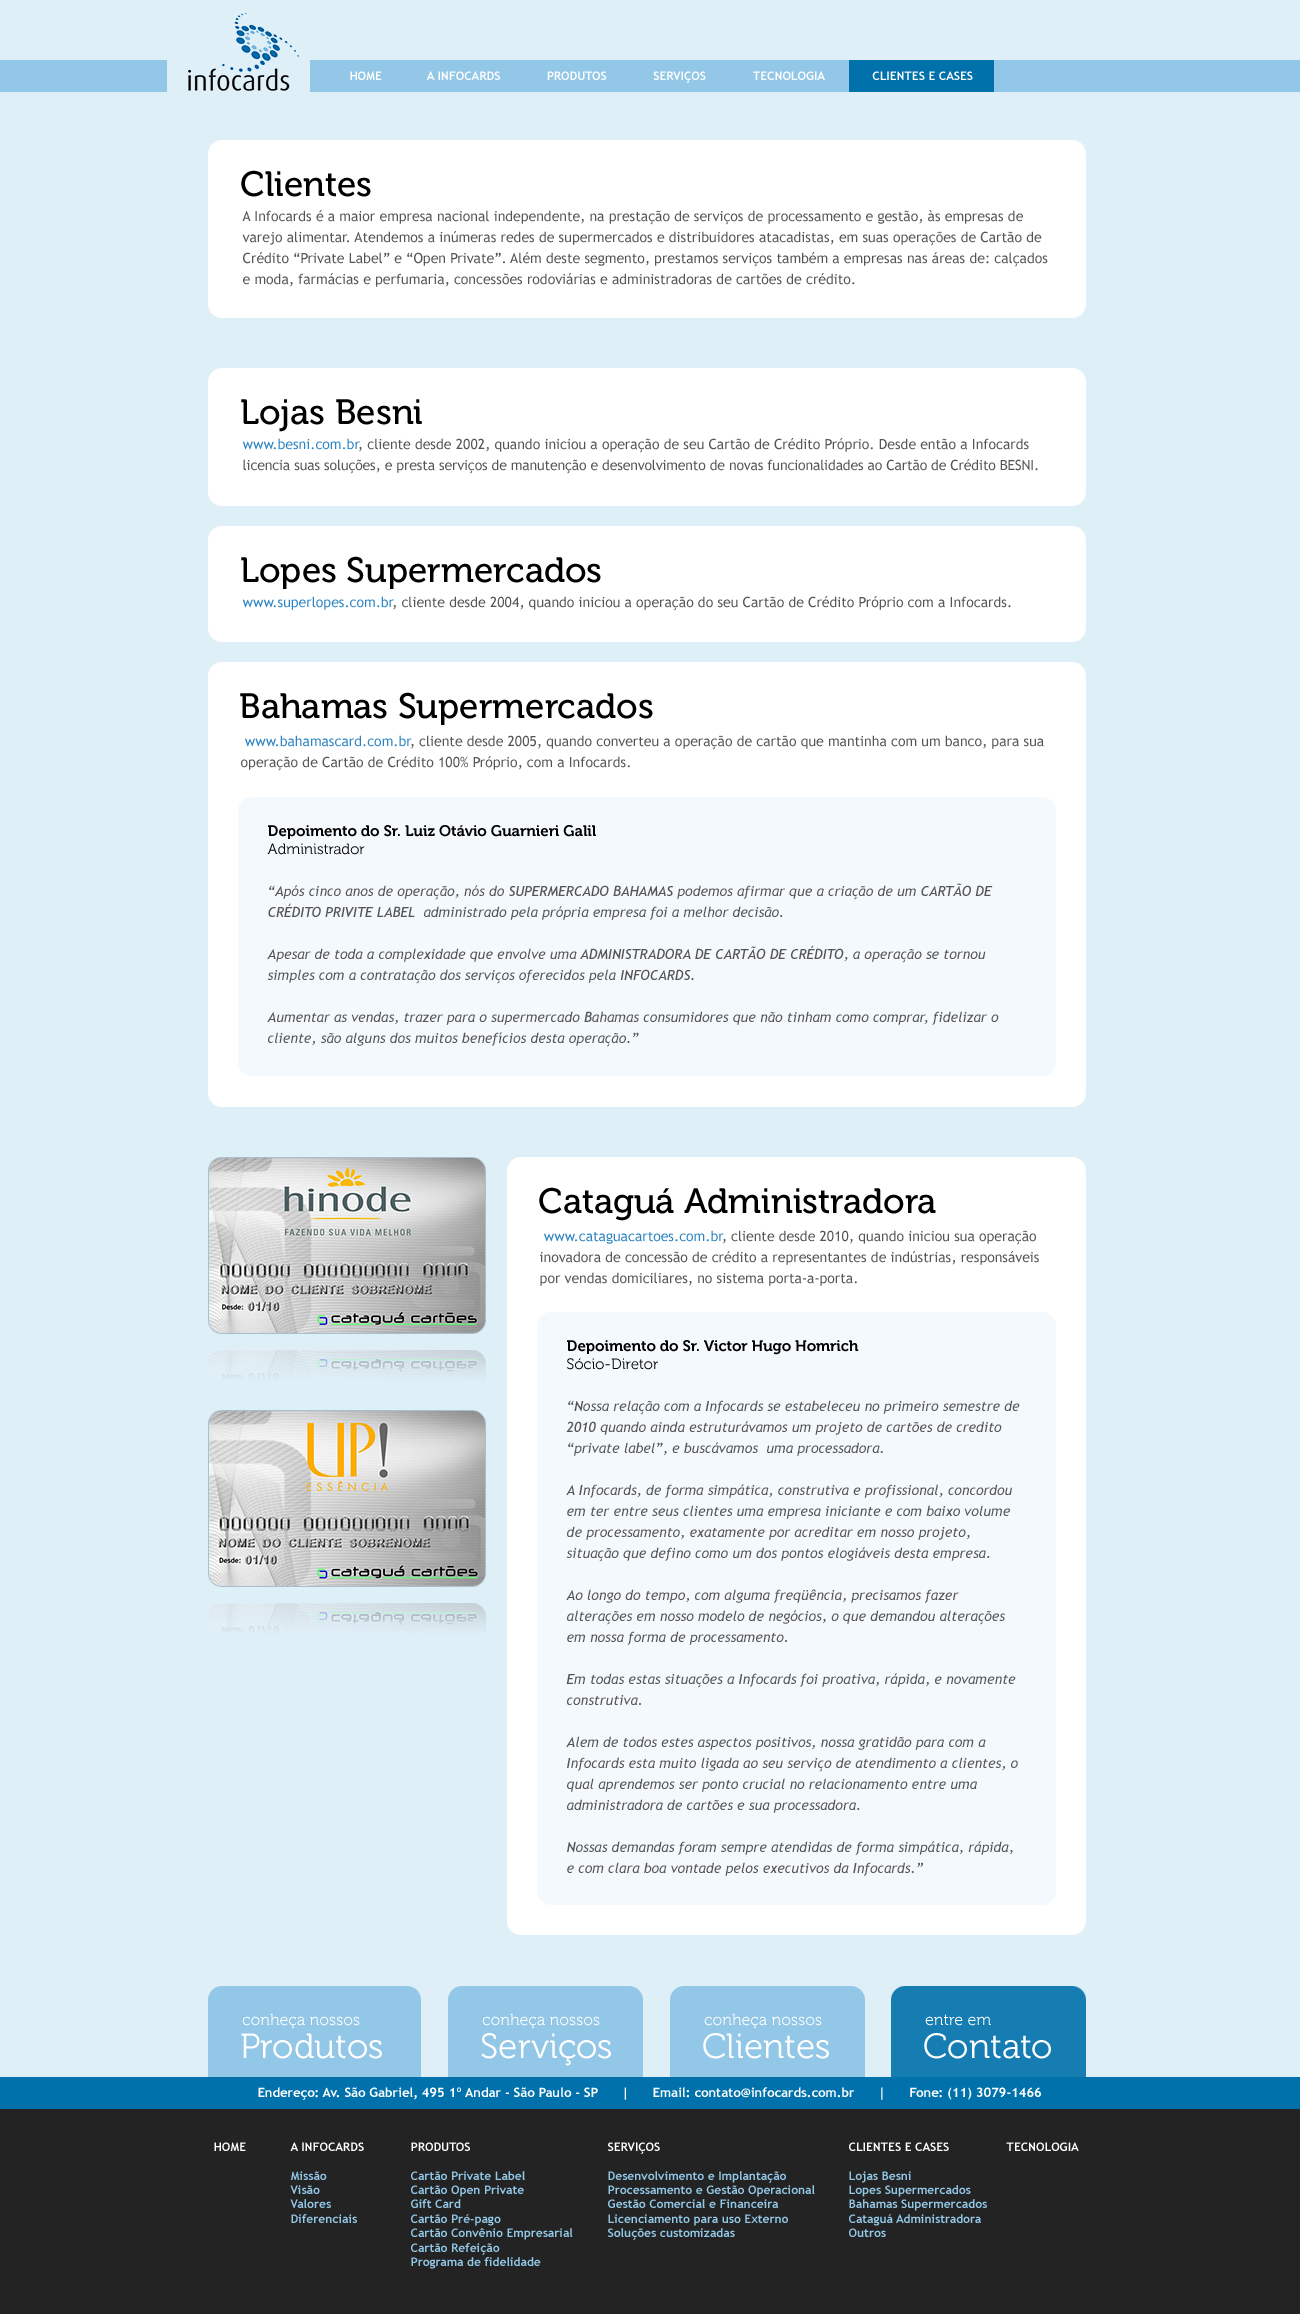 infocards
HOME
A INFOCARDS
PRODUTOS
SERVIÇOS
TECNOLOGIA
CLIENTES E CASES
Clientes
A Infocards é a maior empresa nacional independente, na prestação de serviços de processamento e gestão, às empresas de
varejo alimentar. Atendemos a inúmeras redes de supermercados e distribuidores atacadistas, em suas operações de Cartão de
Crédito “Private Label” e “Open Private”. Além deste segmento, prestamos serviços também a empresas nas áreas de: calçados
e moda, farmácias e perfumaria, concessões rodoviárias e administradoras de cartões de crédito.
Lojas Besni
www.besni.com.br, cliente desde 2002, quando iniciou a operação de seu Cartão de Crédito Próprio. Desde então a Infocards
licencia suas soluções, e presta serviços de manutenção e desenvolvimento de novas funcionalidades ao Cartão de Crédito BESNI.
Lopes Supermercados
www.superlopes.com.br, cliente desde 2004, quando iniciou a operação do seu Cartão de Crédito Próprio com a Infocards.
Bahamas Supermercados
www.bahamascard.com.br, cliente desde 2005, quando converteu a operação de cartão que mantinha com um banco, para sua
operação de Cartão de Crédito 100% Próprio, com a Infocards.
Depoimento do Sr. Luiz Otávio Guarnieri Galil
Administrador
“Após cinco anos de operação, nós do SUPERMERCADO BAHAMAS podemos afirmar que a criação de um CARTÃO DE
CRÉDITO PRIVITE LABEL administrado pela própria empresa foi a melhor decisão.
Apesar de toda a complexidade que envolve uma ADMINISTRADORA DE CARTÃO DE CRÉDITO, a operação se tornou
simples com a contratação dos serviços oferecidos pela INFOCARDS.
Aumentar as vendas, trazer para o supermercado Bahamas consumidores que não tinham como comprar, fidelizar o
cliente, são alguns dos muitos benefícios desta operação.”
hinode
FAZENDO SUA VIDA MELHOR
000000 000000000 0000
NOME DO CLIENTE SOBRENOME
Desde: 01/10
cataguá cartões
UP!
ESSÊNCIA
000000 000000000 0000
NOME DO CLIENTE SOBRENOME
Desde: 01/10
cataguá cartões
Cataguá Administradora
www.cataguacartoes.com.br, cliente desde 2010, quando iniciou sua operação
inovadora de concessão de crédito a representantes de indústrias, responsáveis
por vendas domiciliares, no sistema porta-a-porta.
Depoimento do Sr. Victor Hugo Homrich
Sócio-Diretor
“Nossa relação com a Infocards se estabeleceu no primeiro semestre de
2010 quando ainda estruturávamos um projeto de cartões de credito
“private label”, e buscávamos uma processadora.
A Infocards, de forma simpática, construtiva e profissional, concordou
em ter entre seus clientes uma empresa iniciante e com baixo volume
de processamento, exatamente por acreditar em nosso projeto,
situação que defino como um dos pontos elogiáveis desta empresa.
Ao longo do tempo, com alguma freqüência, precisamos fazer
alterações em nosso modelo de negócios, o que demandou alterações
em nossa forma de processamento.
Em todas estas situações a Infocards foi proativa, rápida, e novamente
construtiva.
Alem de todos estes aspectos positivos, nossa gratidão para com a
Infocards esta muito ligada ao seu serviço de atendimento a clientes, o
qual aprendemos ser ponto crucial no relacionamento entre uma
administradora de cartões e sua processadora.
Nossas demandas foram sempre atendidas de forma simpática, rápida,
e com clara boa vontade pelos executivos da Infocards.”
conheça nossos
Produtos
conheça nossos
Serviços
conheça nossos
Clientes
entre em
Contato
Endereço: Av. São Gabriel, 495 1º Andar - São Paulo - SP | Email: contato@infocards.com.br | Fone: (11) 3079-1466
HOME
A INFOCARDS
Missão
Visão
Valores
Diferenciais
PRODUTOS
Cartão Private Label
Cartão Open Private
Gift Card
Cartão Pré-pago
Cartão Convênio Empresarial
Cartão Refeição
Programa de fidelidade
SERVIÇOS
Desenvolvimento e Implantação
Processamento e Gestão Operacional
Gestão Comercial e Financeira
Licenciamento para uso Externo
Soluções customizadas
CLIENTES E CASES
Lojas Besni
Lopes Supermercados
Bahamas Supermercados
Cataguá Administradora
Outros
TECNOLOGIA